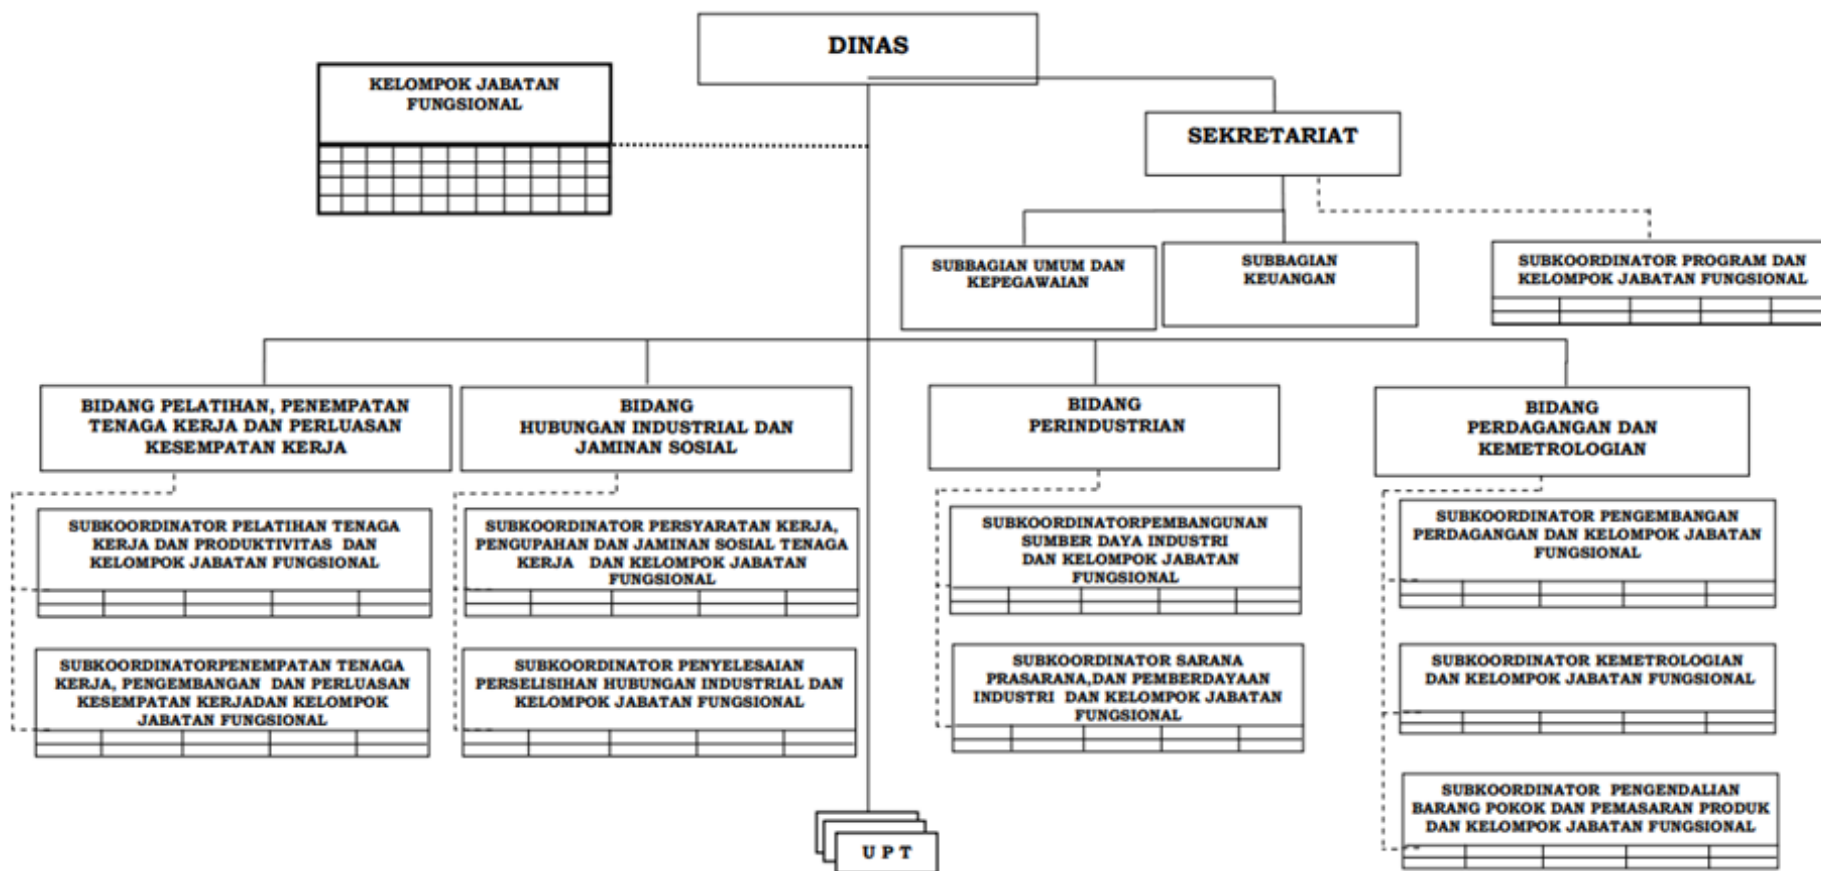 DINAS
KELOMPOK JABATAN
FUNGSIONAL
SEKRETARIAT
SUBBAGIAN UMUM DAN
KEPEGAWAIAN
SUBBAGIAN
KEUANGAN
SUBKOORDINATOR PROGRAM DAN
KELOMPOK JABATAN FUNGSIONAL
BIDANG PELATIHAN, PENEMPATAN
TENAGA KERJA DAN PERLUASAN
KESEMPATAN KERJA
BIDANG
HUBUNGAN INDUSTRIAL DAN
JAMINAN SOSIAL
BIDANG
PERINDUSTRIAN
BIDANG
PERDAGANGAN DAN
KEMETROLOGIAN
SUBKOORDINATOR PELATIHAN TENAGA
KERJA DAN PRODUKTIVITAS DAN
KELOMPOK JABATAN FUNGSIONAL
SUBKOORDINATOR PERSYARATAN KERJA,
PENGUPAHAN DAN JAMINAN SOSIAL TENAGA
KERJA DAN KELOMPOK JABATAN
FUNGSIONAL
SUBKOORDINATORPEMBANGUNAN
SUMBER DAYA INDUSTRI
DAN KELOMPOK JABATAN
FUNGSIONAL
SUBKOORDINATOR PENGEMBANGAN
PERDAGANGAN DAN KELOMPOK JABATAN
FUNGSIONAL
SUBKOORDINATORPENEMPATAN TENAGA
KERJA, PENGEMBANGAN DAN PERLUASAN
KESEMPATAN KERJADAN KELOMPOK
JABATAN FUNGSIONAL
SUBKOORDINATOR PENYELESAIAN
PERSELISIHAN HUBUNGAN INDUSTRIAL DAN
KELOMPOK JABATAN FUNGSIONAL
SUBKOORDINATOR SARANA
PRASARANA,DAN PEMBERDAYAAN
INDUSTRI DAN KELOMPOK JABATAN
FUNGSIONAL
SUBKOORDINATOR KEMETROLOGIAN
DAN KELOMPOK JABATAN FUNGSIONAL
SUBKOORDINATOR PENGENDALIAN
BARANG POKOK DAN PEMASARAN PRODUK
DAN KELOMPOK JABATAN FUNGSIONAL
U P T